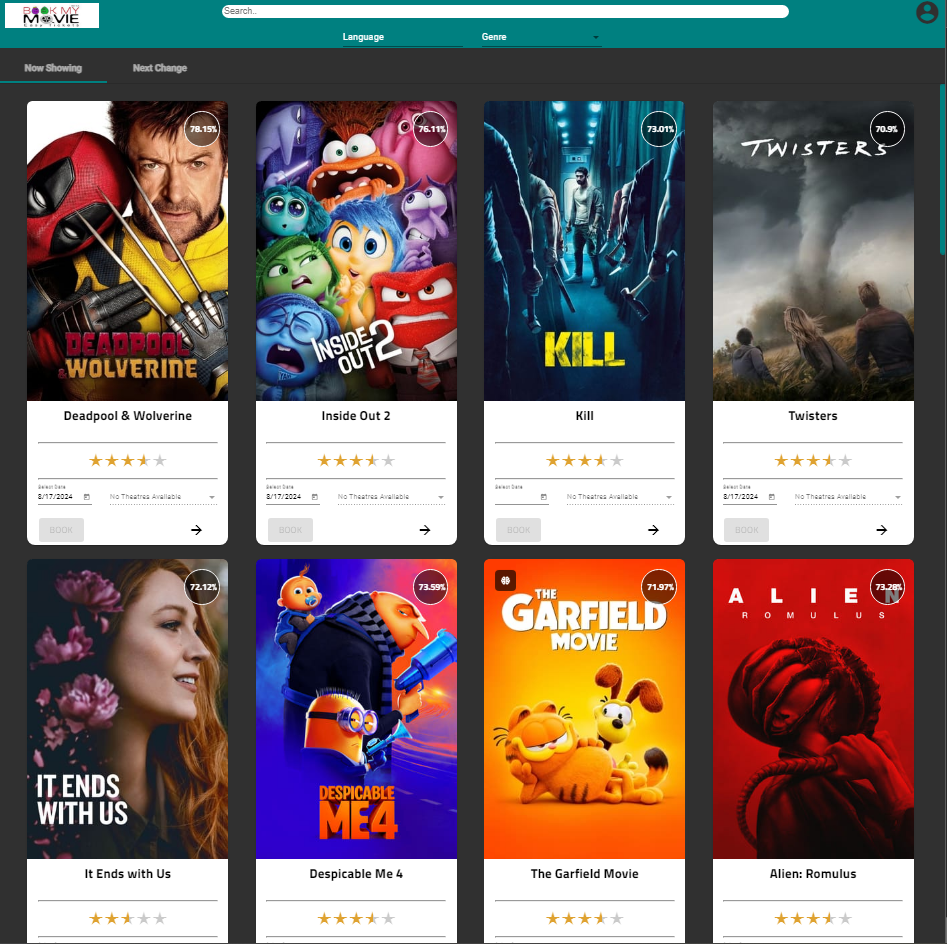 BOOK MY
MOVIE
Easy Tickets
Search..
Language
Genre
Now Showing
Next Change
78.15%
DEADPOOL
& WOLVERINE
76.11%
INSIDE
OUT 2
73.01%
KILL
70.9%
TWISTERS
Deadpool & Wolverine
Inside Out 2
Kill
Twisters
Select Date
8/17/2024
No Theatres Available
Select Date
8/17/2024
No Theatres Available
Select Date
No Theatres Available
Select Date
8/17/2024
No Theatres Available
BOOK
BOOK
BOOK
BOOK
72.12%
IT ENDS
WITH US
73.59%
DESPICABLE
ME 4
71.97%
THE
GARFIELD
MOVIE
73.28%
ALIEN
ROMULUS
It Ends with Us
Despicable Me 4
The Garfield Movie
Alien: Romulus